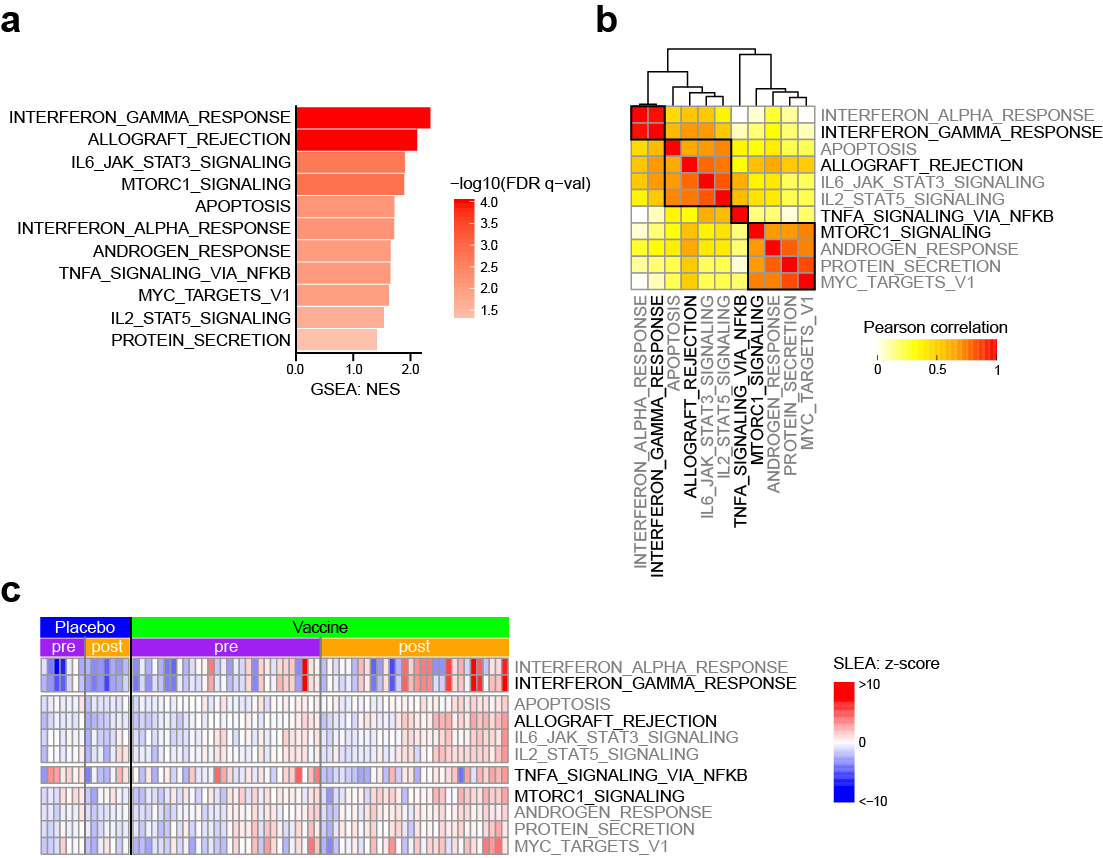 a
INTERFERON_GAMMA_RESPONSE
ALLOGRAFT_REJECTION
IL6_JAK_STAT3_SIGNALING
MTORC1_SIGNALING
APOPTOSIS
INTERFERON_ALPHA_RESPONSE
ANDROGEN_RESPONSE
TNFA_SIGNALING_VIA_NFKB
MYC_TARGETS_V1
IL2_STAT5_SIGNALING
PROTEIN_SECRETION
0.0 1.0 2.0
GSEA: NES
−log10(FDR q−val)
4.0
3.5
3.0
2.5
2.0
1.5
b
INTERFERON_ALPHA_RESPONSE
INTERFERON_GAMMA_RESPONSE
APOPTOSIS
ALLOGRAFT_REJECTION
IL6_JAK_STAT3_SIGNALING
IL2_STAT5_SIGNALING
TNFA_SIGNALING_VIA_NFKB
MTORC1_SIGNALING
ANDROGEN_RESPONSE
PROTEIN_SECRETION
MYC_TARGETS_V1
INTERFERON_ALPHA_RESPONSE
INTERFERON_GAMMA_RESPONSE
APOPTOSIS
ALLOGRAFT_REJECTION
IL6_JAK_STAT3_SIGNALING
IL2_STAT5_SIGNALING
TNFA_SIGNALING_VIA_NFKB
MTORC1_SIGNALING
ANDROGEN_RESPONSE
PROTEIN_SECRETION
MYC_TARGETS_V1
Pearson correlation
0 0.5 1
c
Placebo Vaccine
pre post pre post
INTERFERON_ALPHA_RESPONSE
INTERFERON_GAMMA_RESPONSE
APOPTOSIS
ALLOGRAFT_REJECTION
IL6_JAK_STAT3_SIGNALING
IL2_STAT5_SIGNALING
TNFA_SIGNALING_VIA_NFKB
MTORC1_SIGNALING
ANDROGEN_RESPONSE
PROTEIN_SECRETION
MYC_TARGETS_V1
SLEA: z-score
>10
0
<-10